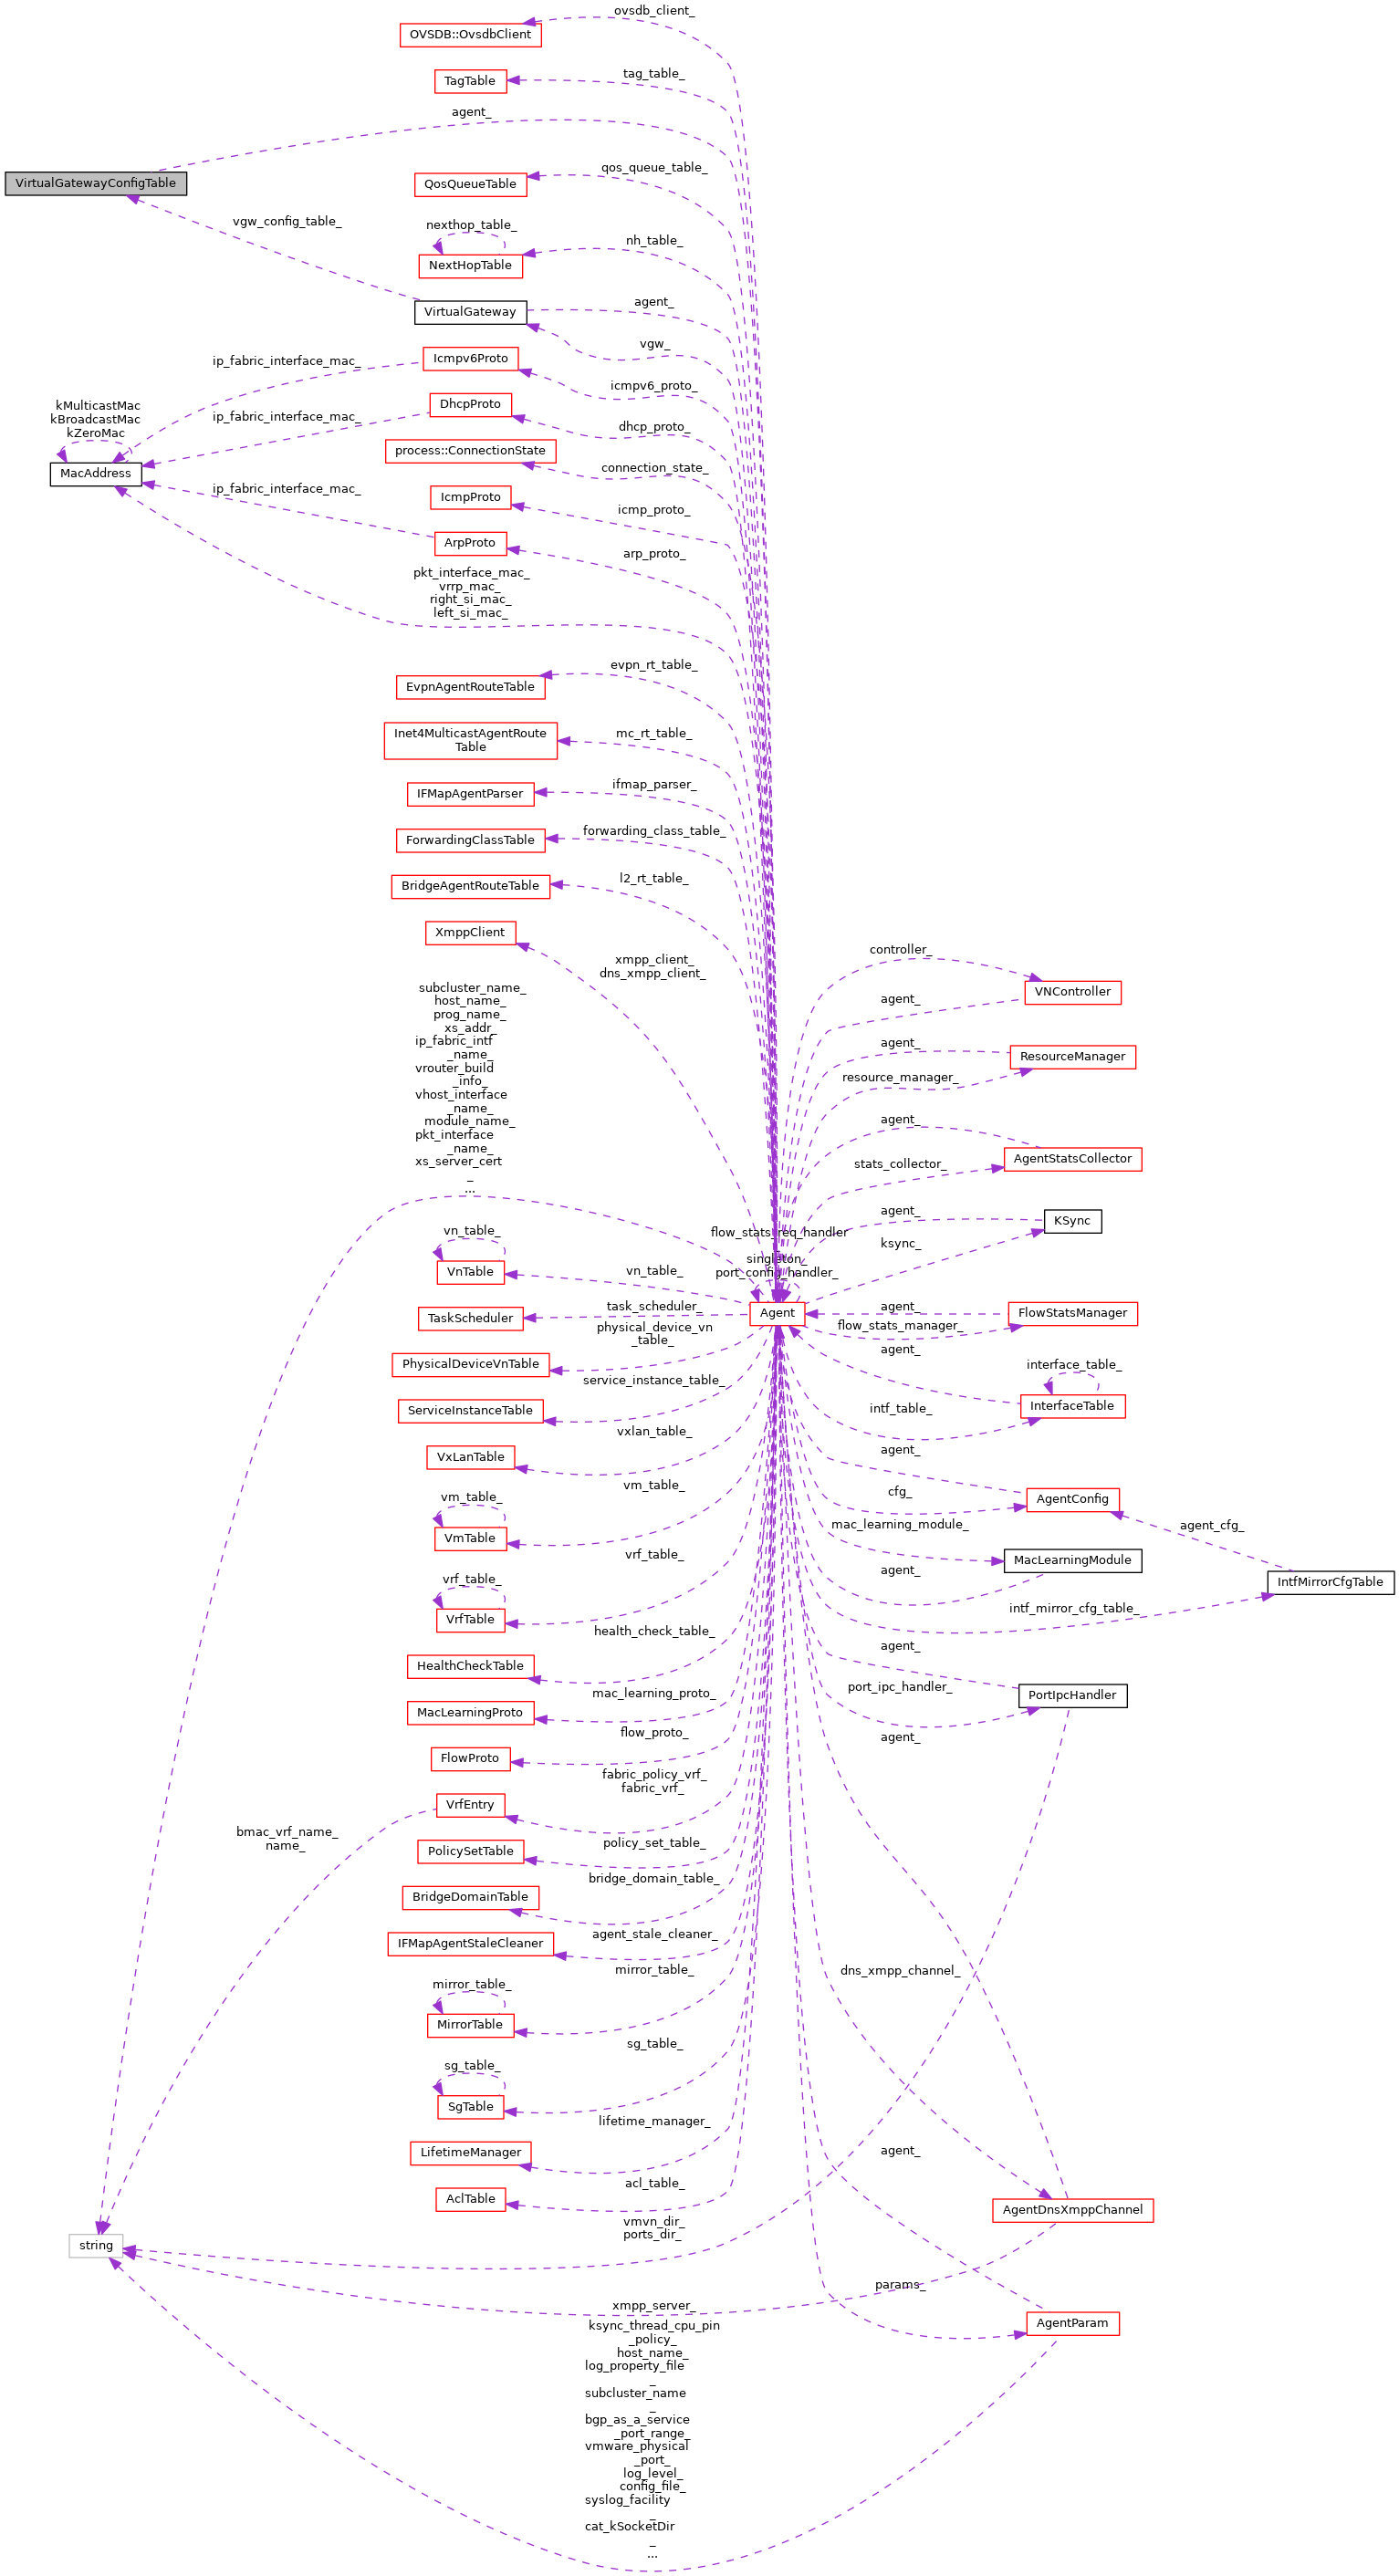 ovsdb_client_
OVSDB::OvsdbClient
tag_table_
TagTable
agent_
VirtualGatewayConfigTable
qos_queue_table_
QosQueueTable
vgw_config_table_
nexthop_table_
nh_table_
NextHopTable
agent_
VirtualGateway
vgw_
ip_fabric_interface_mac_
Icmpv6Proto
icmpv6_proto_
kMulticastMac
kBroadcastMac
kZeroMac
MacAddress
ip_fabric_interface_mac_
DhcpProto
dhcp_proto_
process::ConnectionState
connection_state_
ip_fabric_interface_mac_
IcmpProto
icmp_proto_
ArpProto
arp_proto_
pkt_interface_mac_
vrrp_mac_
right_si_mac_
left_si_mac_
evpn_rt_table_
EvpnAgentRouteTable
Inet4MulticastAgentRoute
Table
mc_rt_table_
ifmap_parser_
IFMapAgentParser
forwarding_class_table_
ForwardingClassTable
l2_rt_table_
BridgeAgentRouteTable
XmppClient
xmpp_client_
dns_xmpp_client_
controller_
VNController
agent_
subcluster_name_
host_name_
prog_name_
xs_addr_
ip_fabric_intf
_name_
vrouter_build
_info_
vhost_interface
_name_
module_name_
pkt_interface
_name_
xs_server_cert
_
...
agent_
ResourceManager
resource_manager_
agent_
AgentStatsCollector
stats_collector_
agent_
KSync
ksync_
flow_stats_req_handler
_
singleton_
port_config_handler_
vn_table_
VnTable
vn_table_
Agent
agent_
FlowStatsManager
flow_stats_manager_
task_scheduler_
TaskScheduler
physical_device_vn
_table_
PhysicalDeviceVnTable
agent_
interface_table_
InterfaceTable
intf_table_
service_instance_table_
ServiceInstanceTable
vxlan_table_
VxLanTable
agent_
AgentConfig
cfg_
vm_table_
VmTable
vm_table_
mac_learning_module_
MacLearningModule
agent_
agent_cfg_
IntfMirrorCfgTable
intf_mirror_cfg_table_
vrf_table_
vrf_table_
VrfTable
health_check_table_
HealthCheckTable
agent_
PortIpcHandler
port_ipc_handler_
mac_learning_proto_
MacLearningProto
flow_proto_
FlowProto
agent_
fabric_policy_vrf_
fabric_vrf_
VrfEntry
bmac_vrf_name_
name_
policy_set_table_
PolicySetTable
bridge_domain_table_
BridgeDomainTable
agent_stale_cleaner_
IFMapAgentStaleCleaner
mirror_table_
mirror_table_
MirrorTable
dns_xmpp_channel_
sg_table_
sg_table_
SgTable
lifetime_manager_
LifetimeManager
agent_
acl_table_
AclTable
AgentDnsXmppChannel
vmvn_dir_
ports_dir_
string
params_
xmpp_server_
AgentParam
ksync_thread_cpu_pin
_policy_
host_name_
log_property_file
_
subcluster_name
_
bgp_as_a_service
_port_range_
vmware_physical
_port_
log_level_
config_file_
syslog_facility
_
cat_kSocketDir
_
...